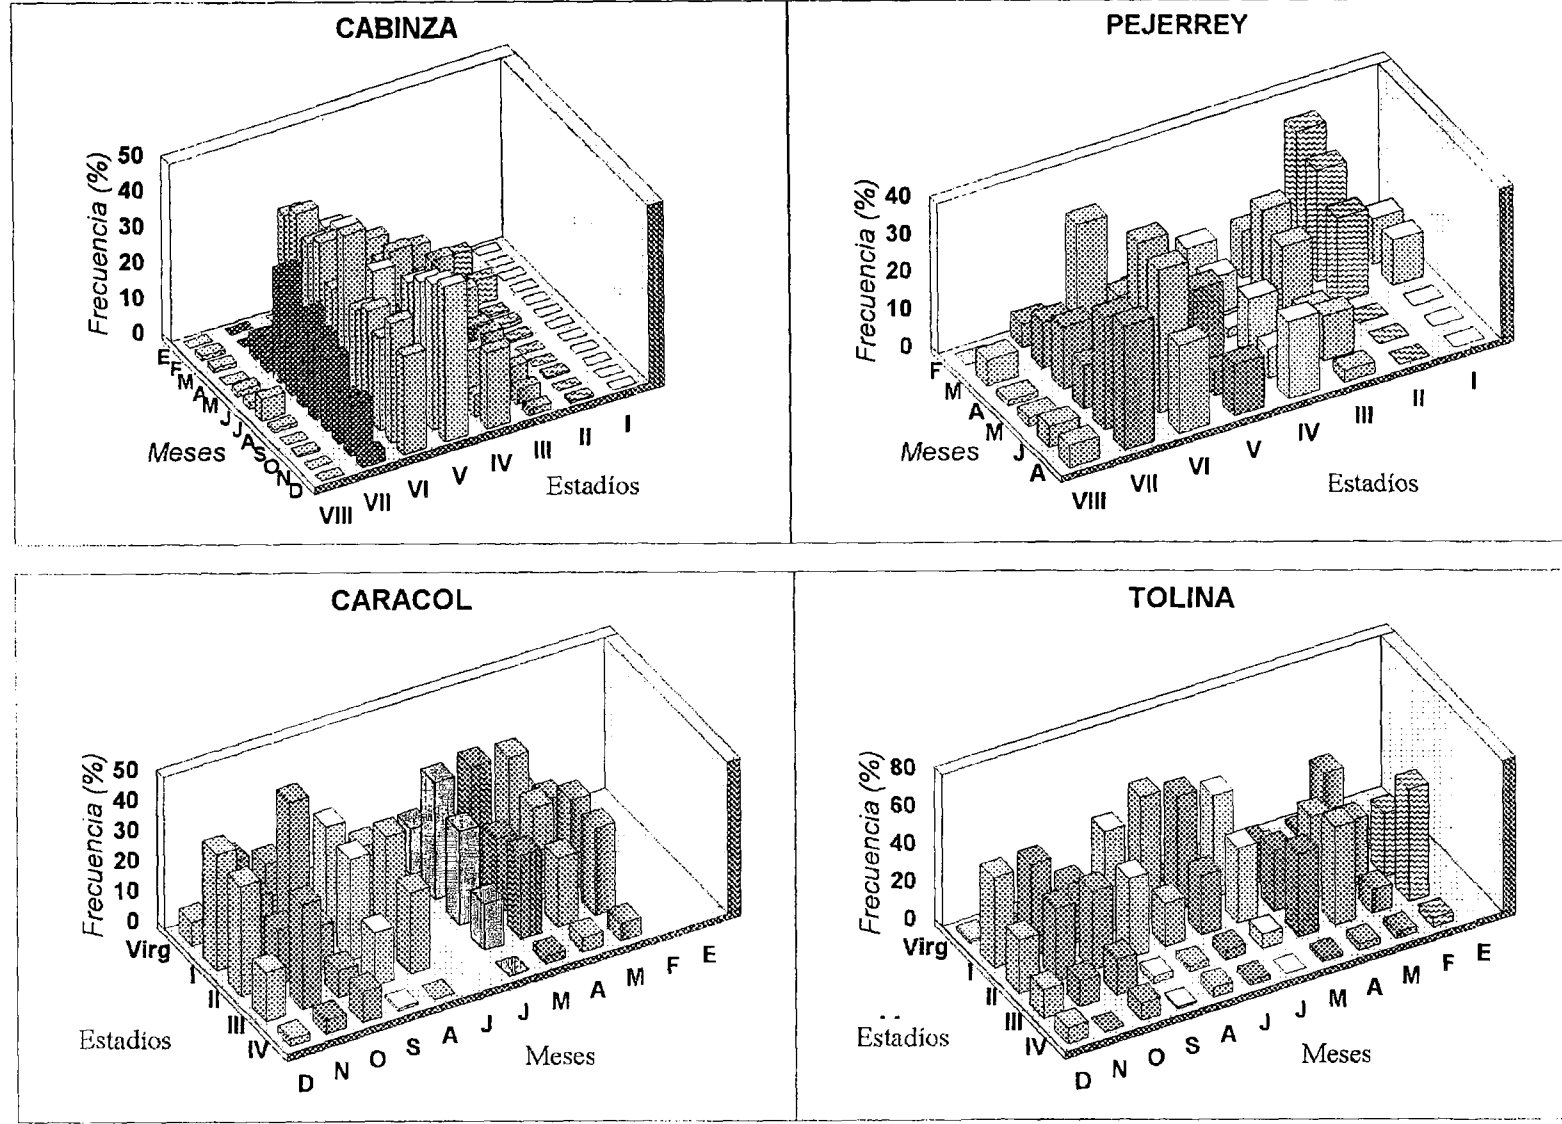 CABINZA
Frecuencia (%)
50
40
30
20
10
0
E
F
M
A
M
J
J
A
S
O
N
D
Meses
VIII
VII
VI
V
IV
III
II
I
Estadíos
PEJERREY
Frecuencia (%)
40
30
20
10
0
F
M
A
M
J
A
Meses
VIII
VII
VI
V
IV
III
II
I
Estadíos
CARACOL
Frecuencia (%)
50
40
30
20
10
0
Virg
I
II
III
IV
Estadíos
D
N
O
S
A
J
J
M
A
M
F
E
Meses
TOLINA
Frecuencia (%)
80
60
40
20
0
Virg
I
II
III
IV
Estadíos
D
N
O
S
A
J
J
M
A
M
F
E
Meses